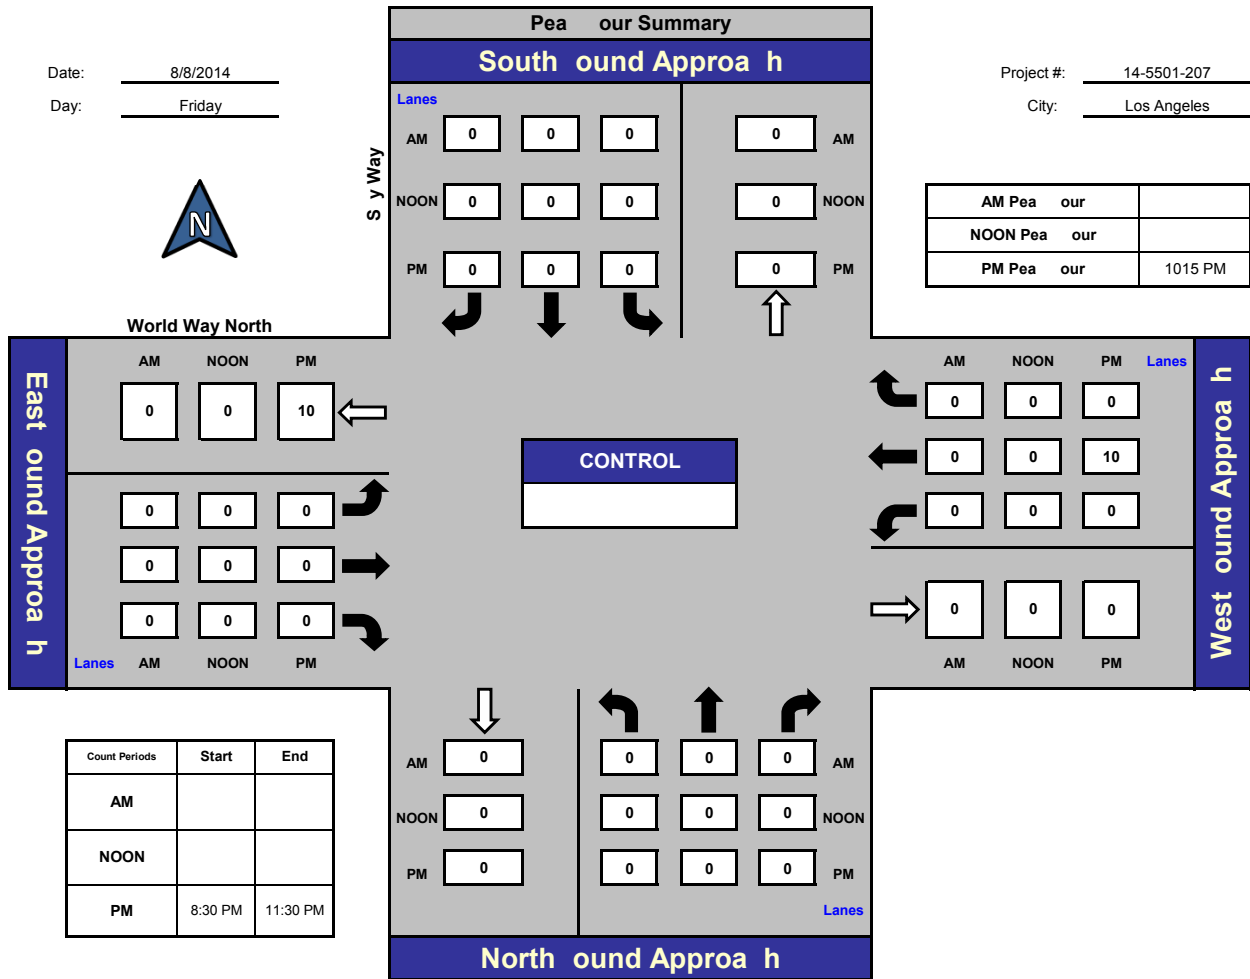 Pea our Summary
South ound Approa h
Date: 8/8/2014
Day: Friday
Project #: 14-5501-207
City: Los Angeles
N
S y Way
Lanes
AM 0 0 0 0 AM
NOON 0 0 0 0 NOON
PM 0 0 0 0 PM
AM Pea our
NOON Pea our
PM Pea our 1015 PM
World Way North
East ound Approa h
AM NOON PM
0 0 10
0 0 0
0 0 0
0 0 0
Lanes AM NOON PM
CONTROL
AM NOON PM Lanes
0 0 0
0 0 10
0 0 0
0 0 0
AM NOON PM
West ound Approa h
Count Periods Start End
AM
NOON
PM 8:30 PM 11:30 PM
AM 0 0 0 0 AM
NOON 0 0 0 0 NOON
PM 0 0 0 0 PM
Lanes
North ound Approa h